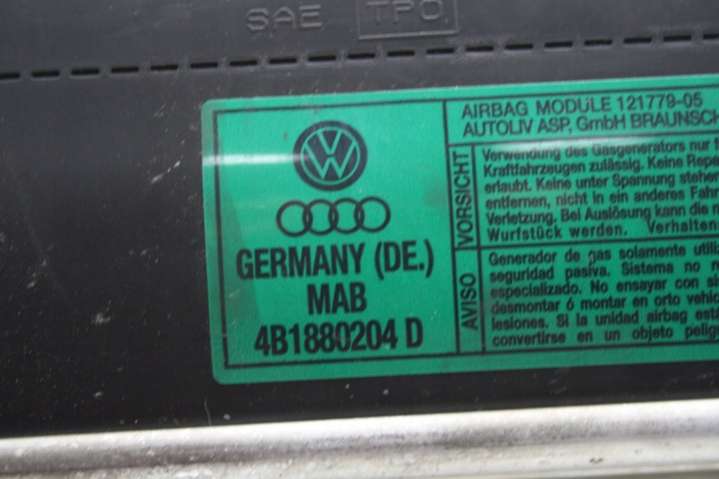 SAE TPO
AIRBAG MODULE 121779-05
AUTOLIV ASP, GmbH
VW
GERMANY (DE.)
MAB
4B1880204 D
VORSICHT
Verwendung des Gasgenerators nur
Kraftfahrzeugen zulässig. Keine
erlaubt. Keine unter Spannung
entfernen, nicht in ein anderes
Verletzung. Bei Auslösung kann die
Wurfstück werden. Verhalten
AVISO
Generador de gas solamente
seguridad pasiva. Sistema no
especializado. No ensayar con
desmontar ó montar en orto
lesiones. Si la unidad airbag
convertirse en un objeto